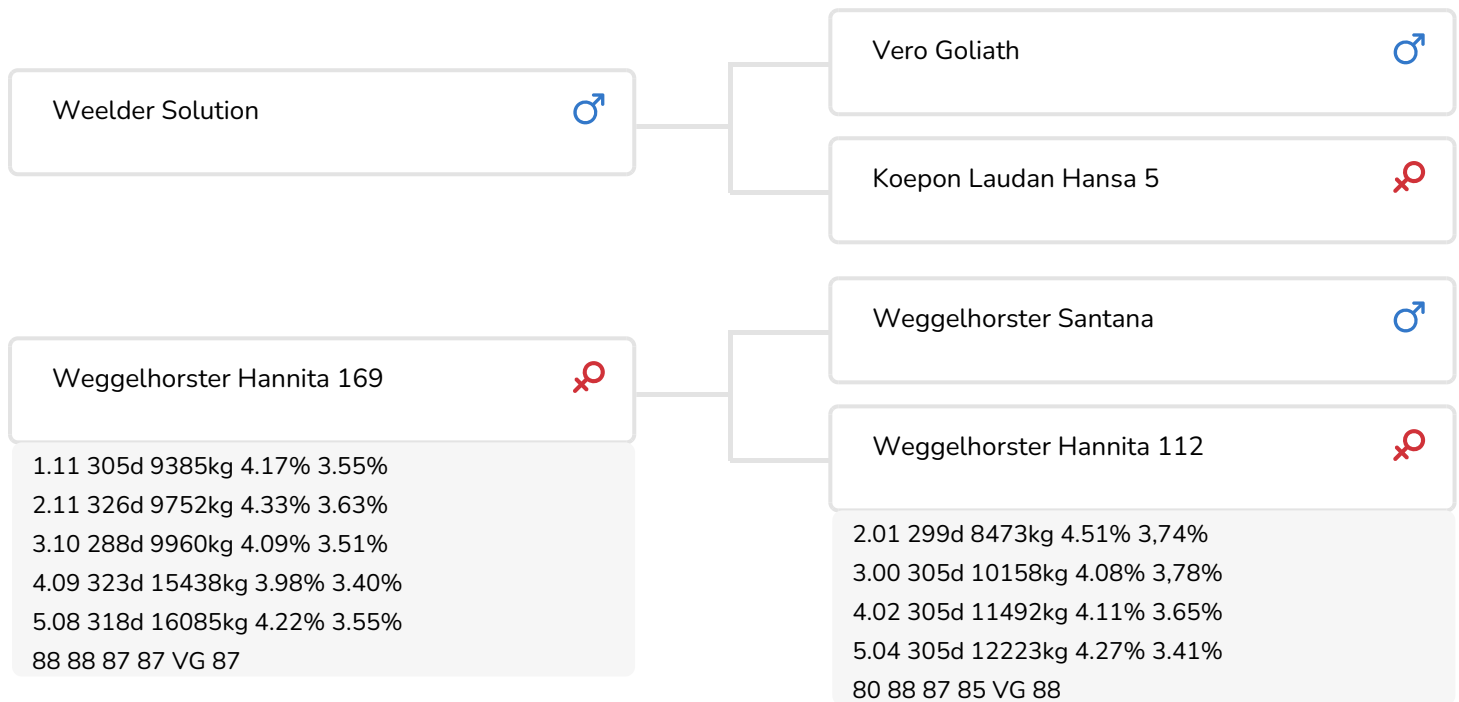 Weelder Solution
Vero Goliath
Koepon Laudan Hansa 5
Weggelhorster Hannita 169
1.11 305d 9385kg 4.17% 3.55%
2.11 326d 9752kg 4.33% 3.63%
3.10 288d 9960kg 4.09% 3.51%
4.09 323d 15438kg 3.98% 3.40%
5.08 318d 16085kg 4.22% 3.55%
88 88 87 87 VG 87
Weggelhorster Santana
Weggelhorster Hannita 112
2.01 299d 8473kg 4.51% 3,74%
3.00 305d 10158kg 4.08% 3,78%
4.02 305d 11492kg 4.11% 3.65%
5.04 305d 12223kg 4.27% 3.41%
80 88 87 85 VG 88